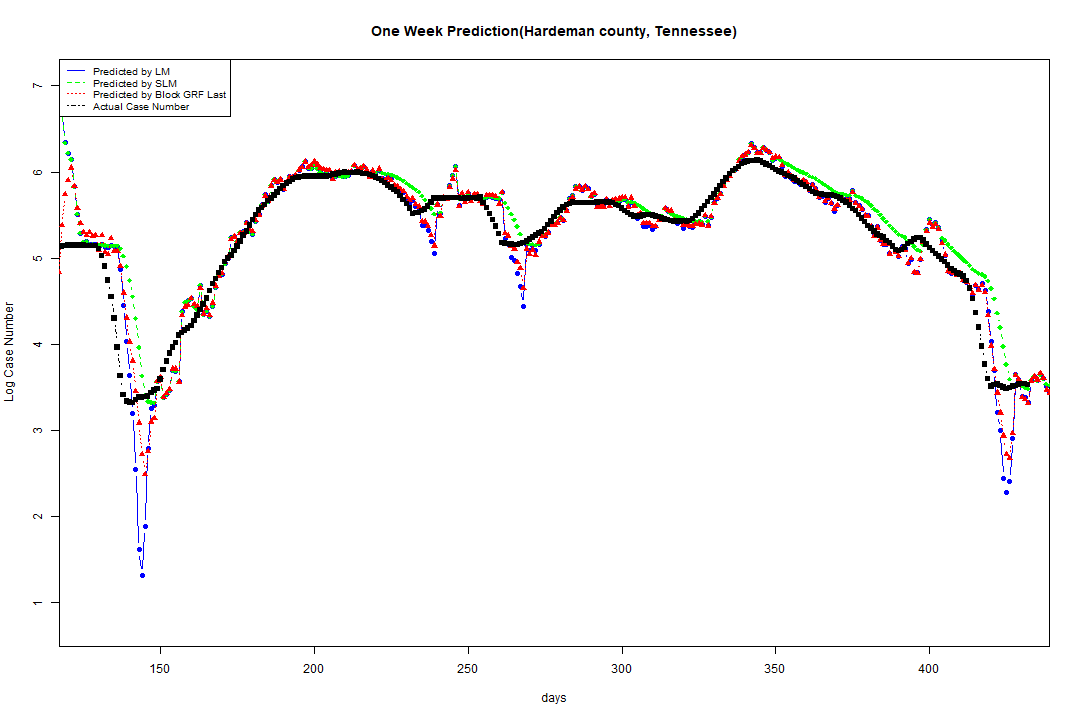 One Week Prediction(Hardeman county, Tennessee)
Predicted by LM
Predicted by SLM
Predicted by Block GRF Last
Actual Case Number
7
6
5
4
3
2
1
Log Case Number
150 200 250 300 350 400
days